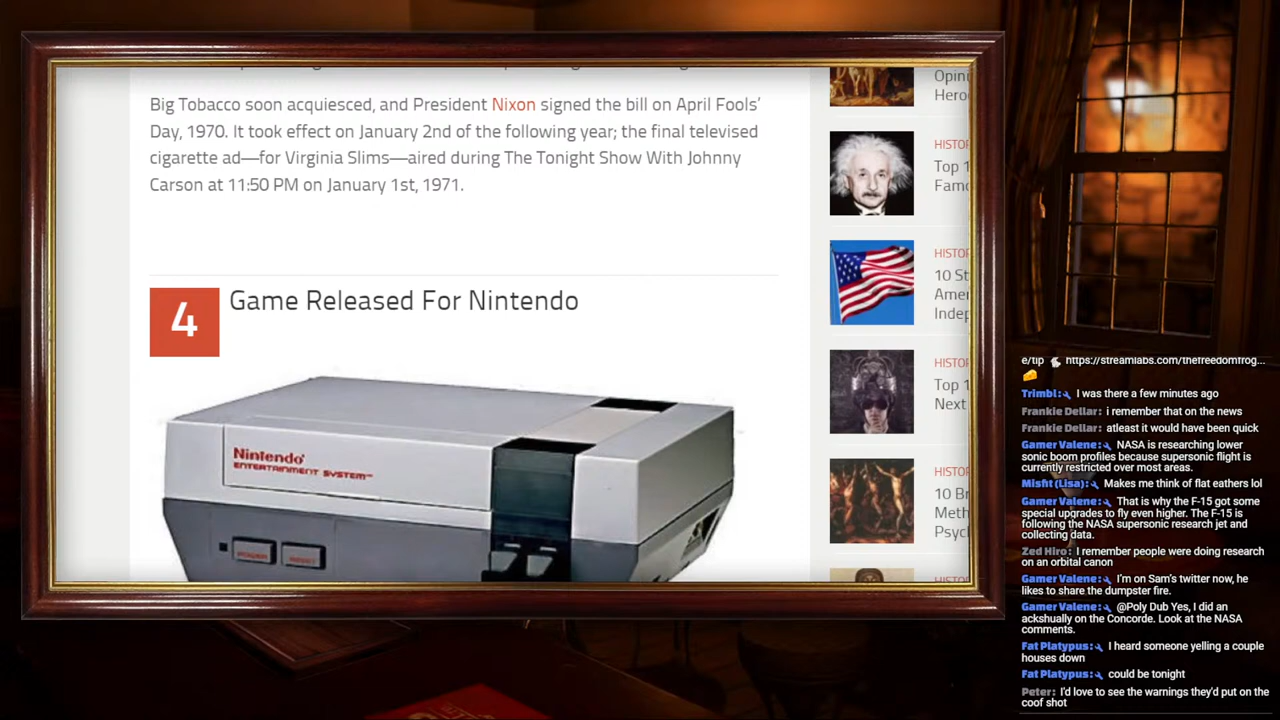 Big Tobacco soon acquiesced, and President Nixon signed the bill on April Fools'
Day, 1970. It took effect on January 2nd of the following year; the final televised
cigarette ad—for Virginia Slims—aired during The Tonight Show With Johnny
Carson at 11:50 PM on January 1st, 1971.
4
Game Released For Nintendo
Nintendo
ENTERTAINMENT SYSTEM™
POWER
RESET
Opini
Hero
HISTO
Top 1
Famo
HISTO
10 St
Amer
Indep
HISTO
Top 1
Next
HISTO
10 Br
Meth
Psych
e/tip https://streamlabs.com/thefreedomfrog...
Trimbl: I was there a few minutes ago
Frankie Dellar: i remember that on the news
Frankie Dellar: atleast it would have been quick
Gamer Valene: NASA is researching lower
sonic boom profiles because supersonic flight is
currently restricted over most areas.
Misfit (Lisa): Makes me think of flat eathers lol
Gamer Valene: That is why the F-15 got some
special upgrades to fly even higher. The F-15 is
following the NASA supersonic research jet and
collecting data.
Zed Hiro: I remember people were doing research
on an orbital canon
Gamer Valene: I'm on Sam's twitter now, he
likes to share the dumpster fire.
Gamer Valene: @Poly Dub Yes, I did an
ackshually on the Concorde. Look at the NASA
comments.
Fat Platypus: I heard someone yelling a couple
houses down
Fat Platypus: could be tonight
Peter: I'd love to see the warnings they'd put on the
coof shot